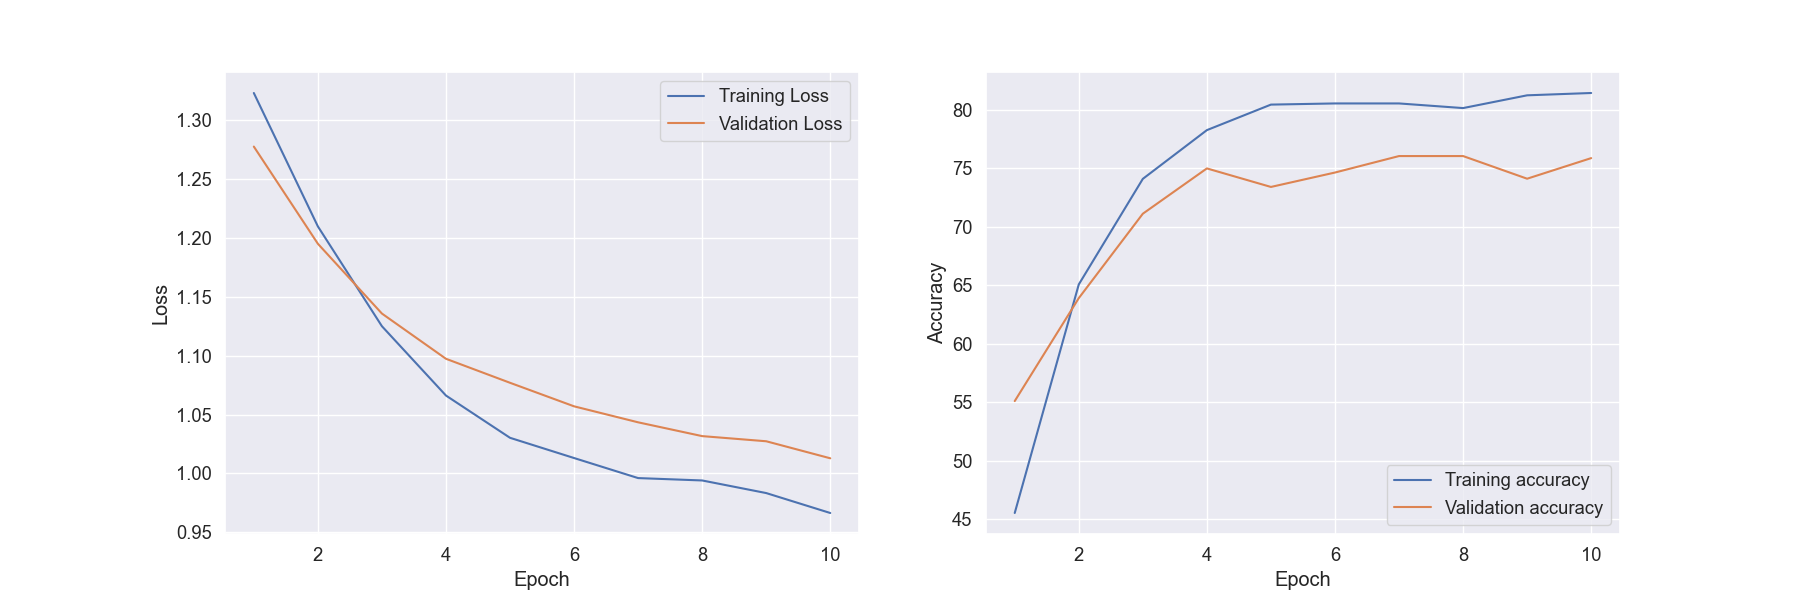 Training Loss
Validation Loss
1.30
1.25
1.20
1.15
1.10
1.05
1.00
0.95
Loss
2 4 6 8 10
Epoch
80
75
70
65
60
55
50
45
Accuracy
Training accuracy
Validation accuracy
2 4 6 8 10
Epoch